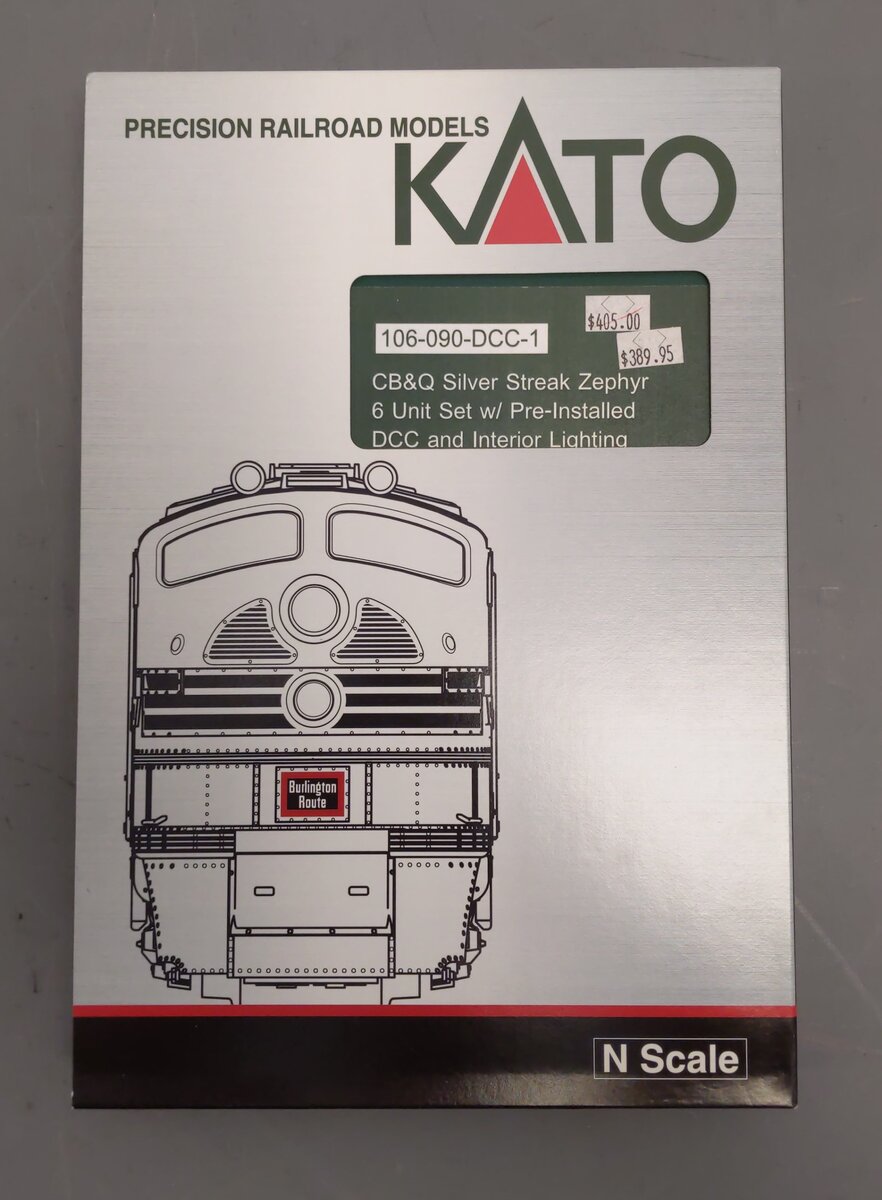 PRECISION RAILROAD MODELS
KATO
$405.00
106-090-DCC-1
$389.95
CB&Q Silver Streak Zephyr
6 Unit Set w/ Pre-Installed
DCC and Interior Lighting
Burlington
Route
N Scale